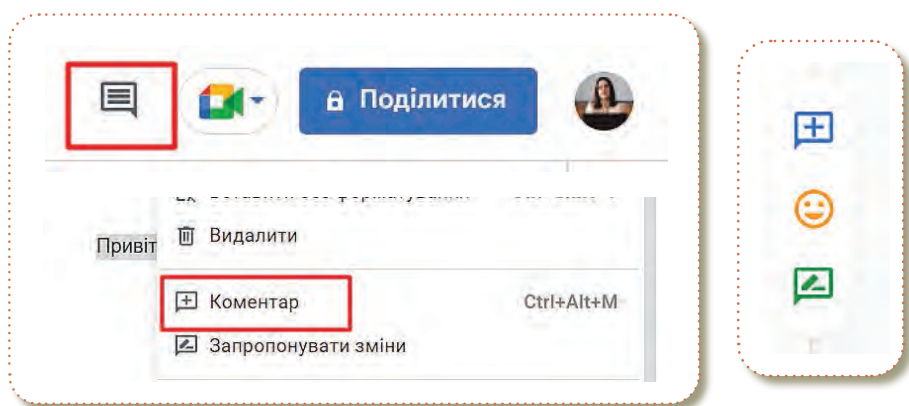 Поділитися
Видалити
Привіт
Коментар Ctrl+Alt+M
Запропонувати зміни